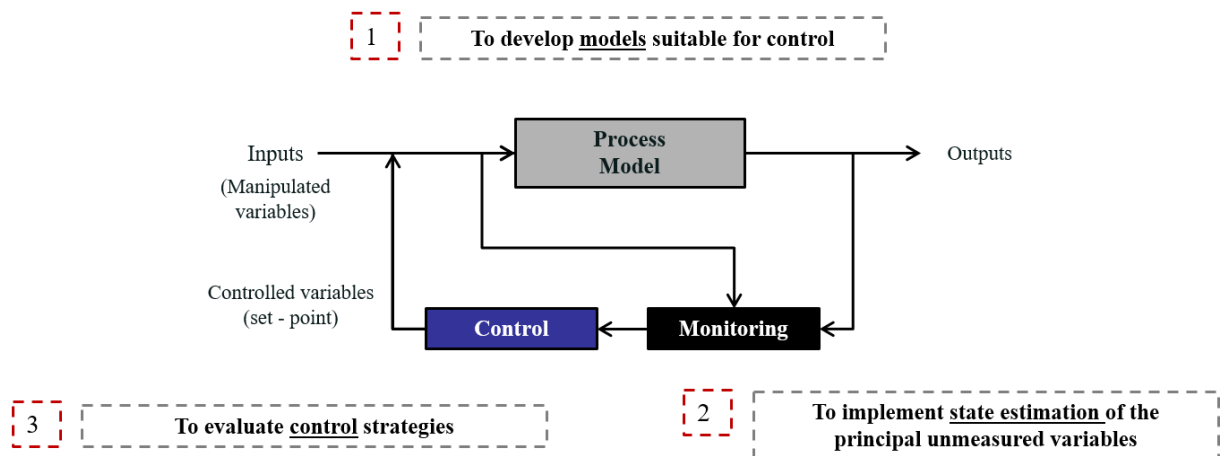 1
To develop models suitable for control
Process
Model
Inputs
(Manipulated
variables)
Outputs
Controlled variables
(set - point)
Control
Monitoring
3
To evaluate control strategies
2
To implement state estimation of the
principal unmeasured variables